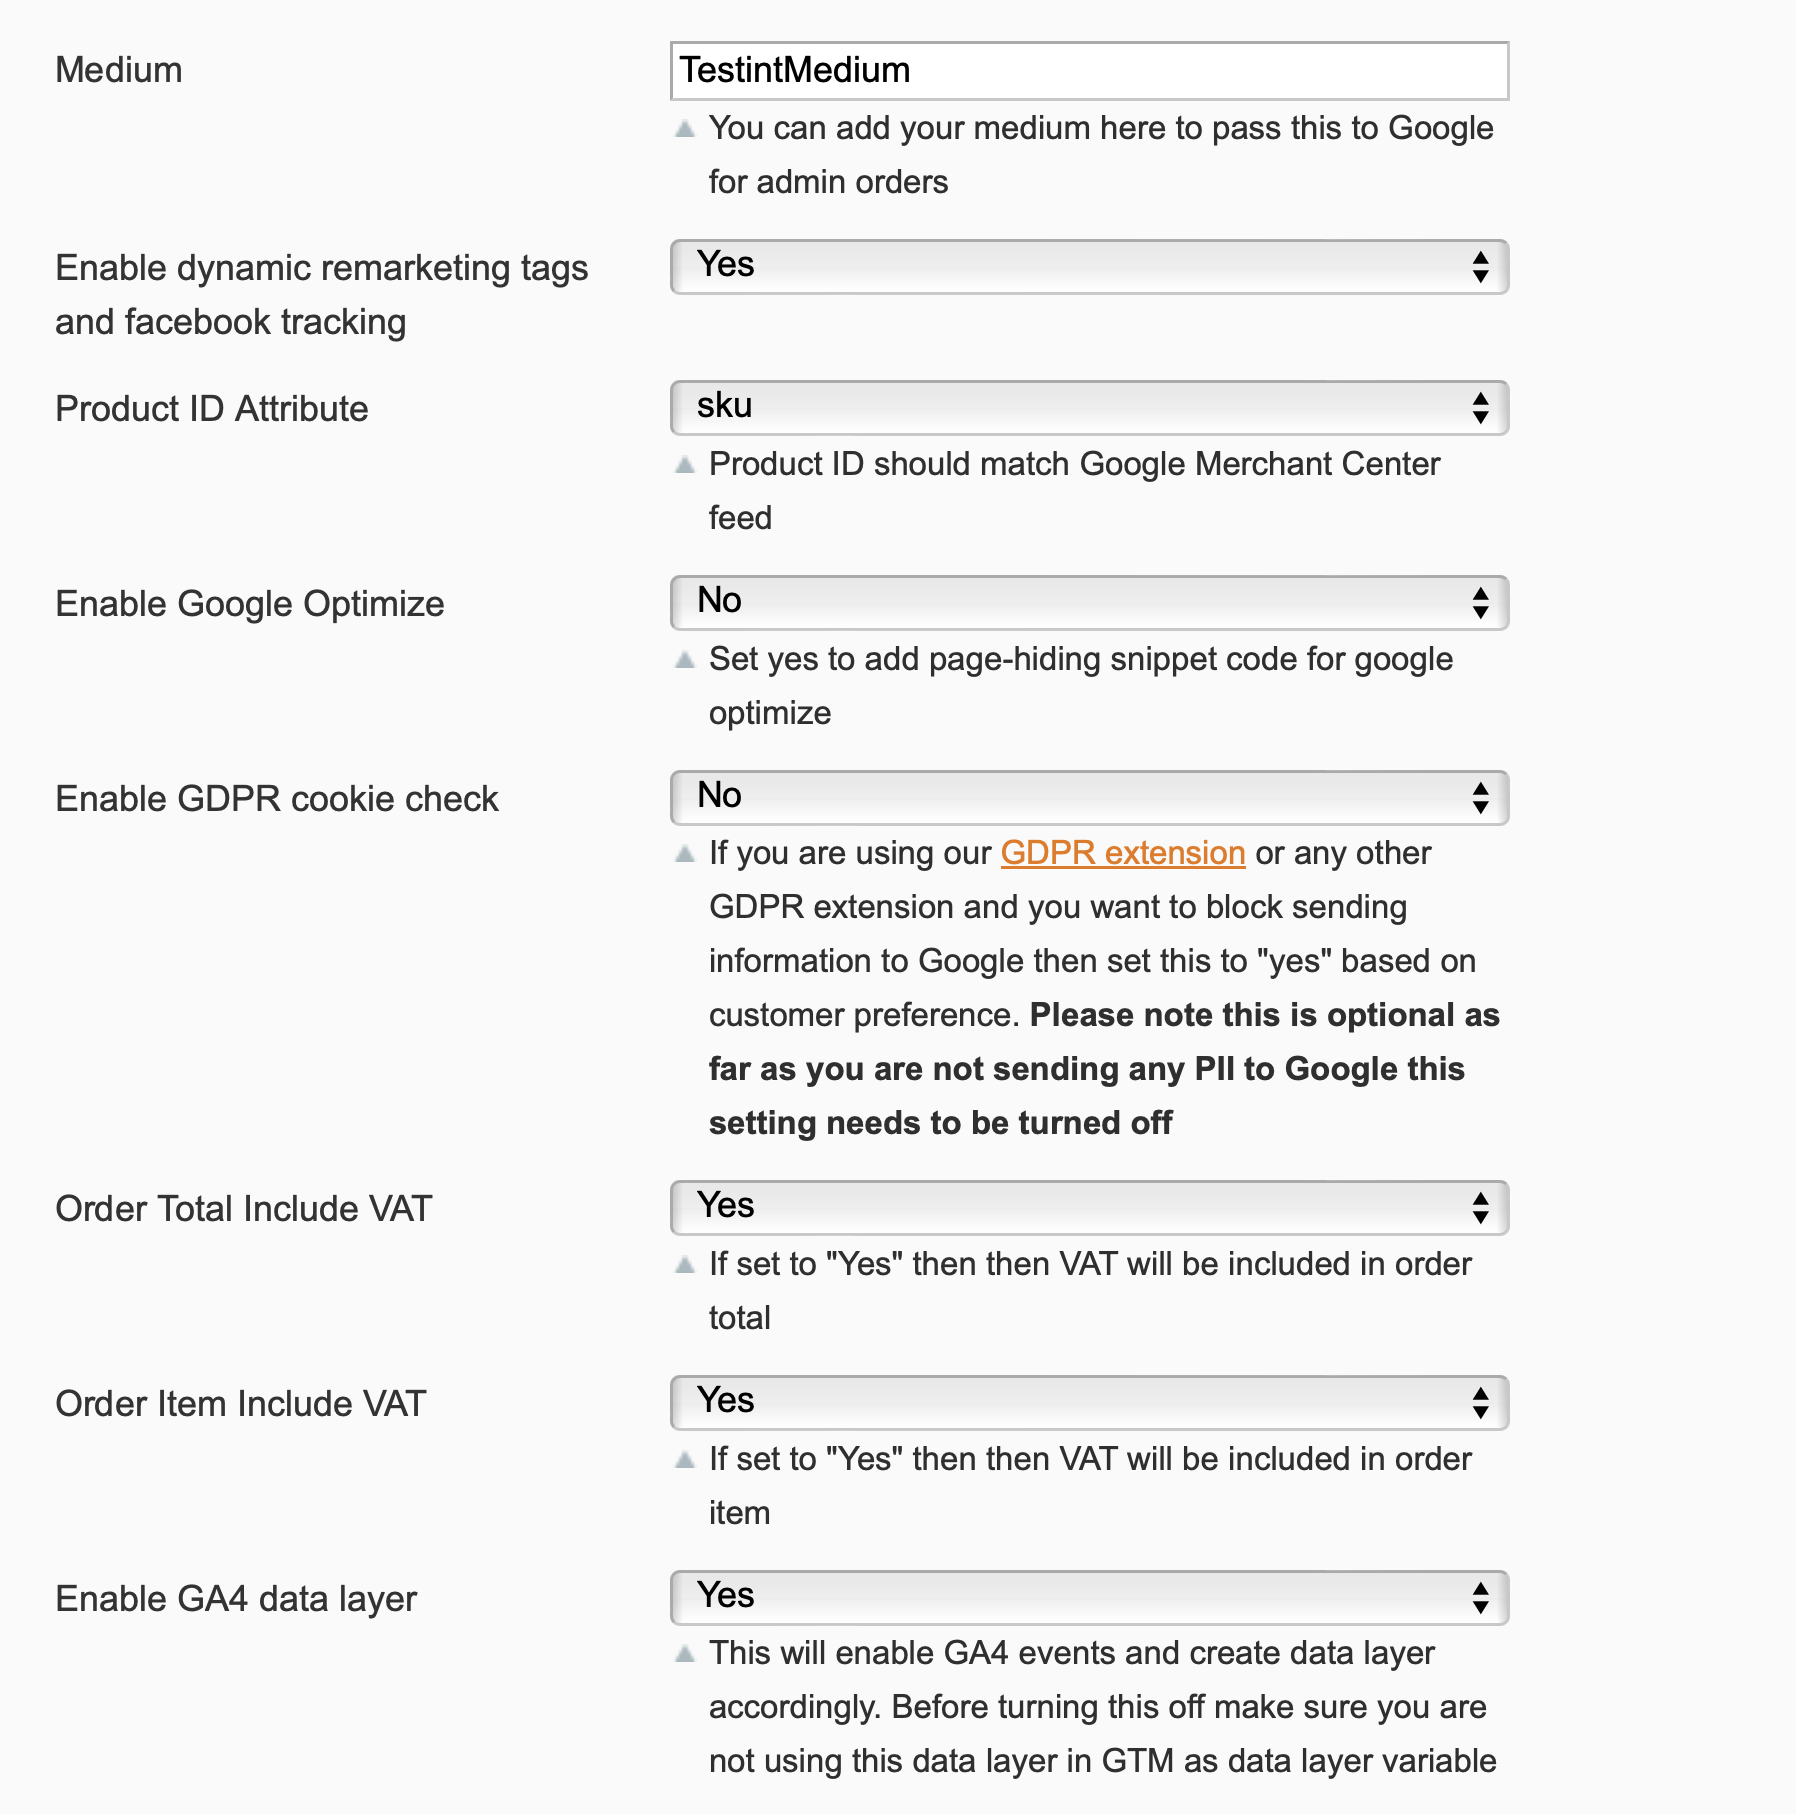 Medium
TestintMedium
You can add your medium here to pass this to Google
for admin orders
Enable dynamic remarketing tags
and facebook tracking
Yes
Product ID Attribute
sku
Product ID should match Google Merchant Center
feed
Enable Google Optimize
No
Set yes to add page-hiding snippet code for google
optimize
Enable GDPR cookie check
No
If you are using our GDPR extension or any other
GDPR extension and you want to block sending
information to Google then set this to "yes" based on
customer preference. Please note this is optional as
far as you are not sending any PII to Google this
setting needs to be turned off
Order Total Include VAT
Yes
If set to "Yes" then then VAT will be included in order
total
Order Item Include VAT
Yes
If set to "Yes" then then VAT will be included in order
item
Enable GA4 data layer
Yes
This will enable GA4 events and create data layer
accordingly. Before turning this off make sure you are
not using this data layer in GTM as data layer variable